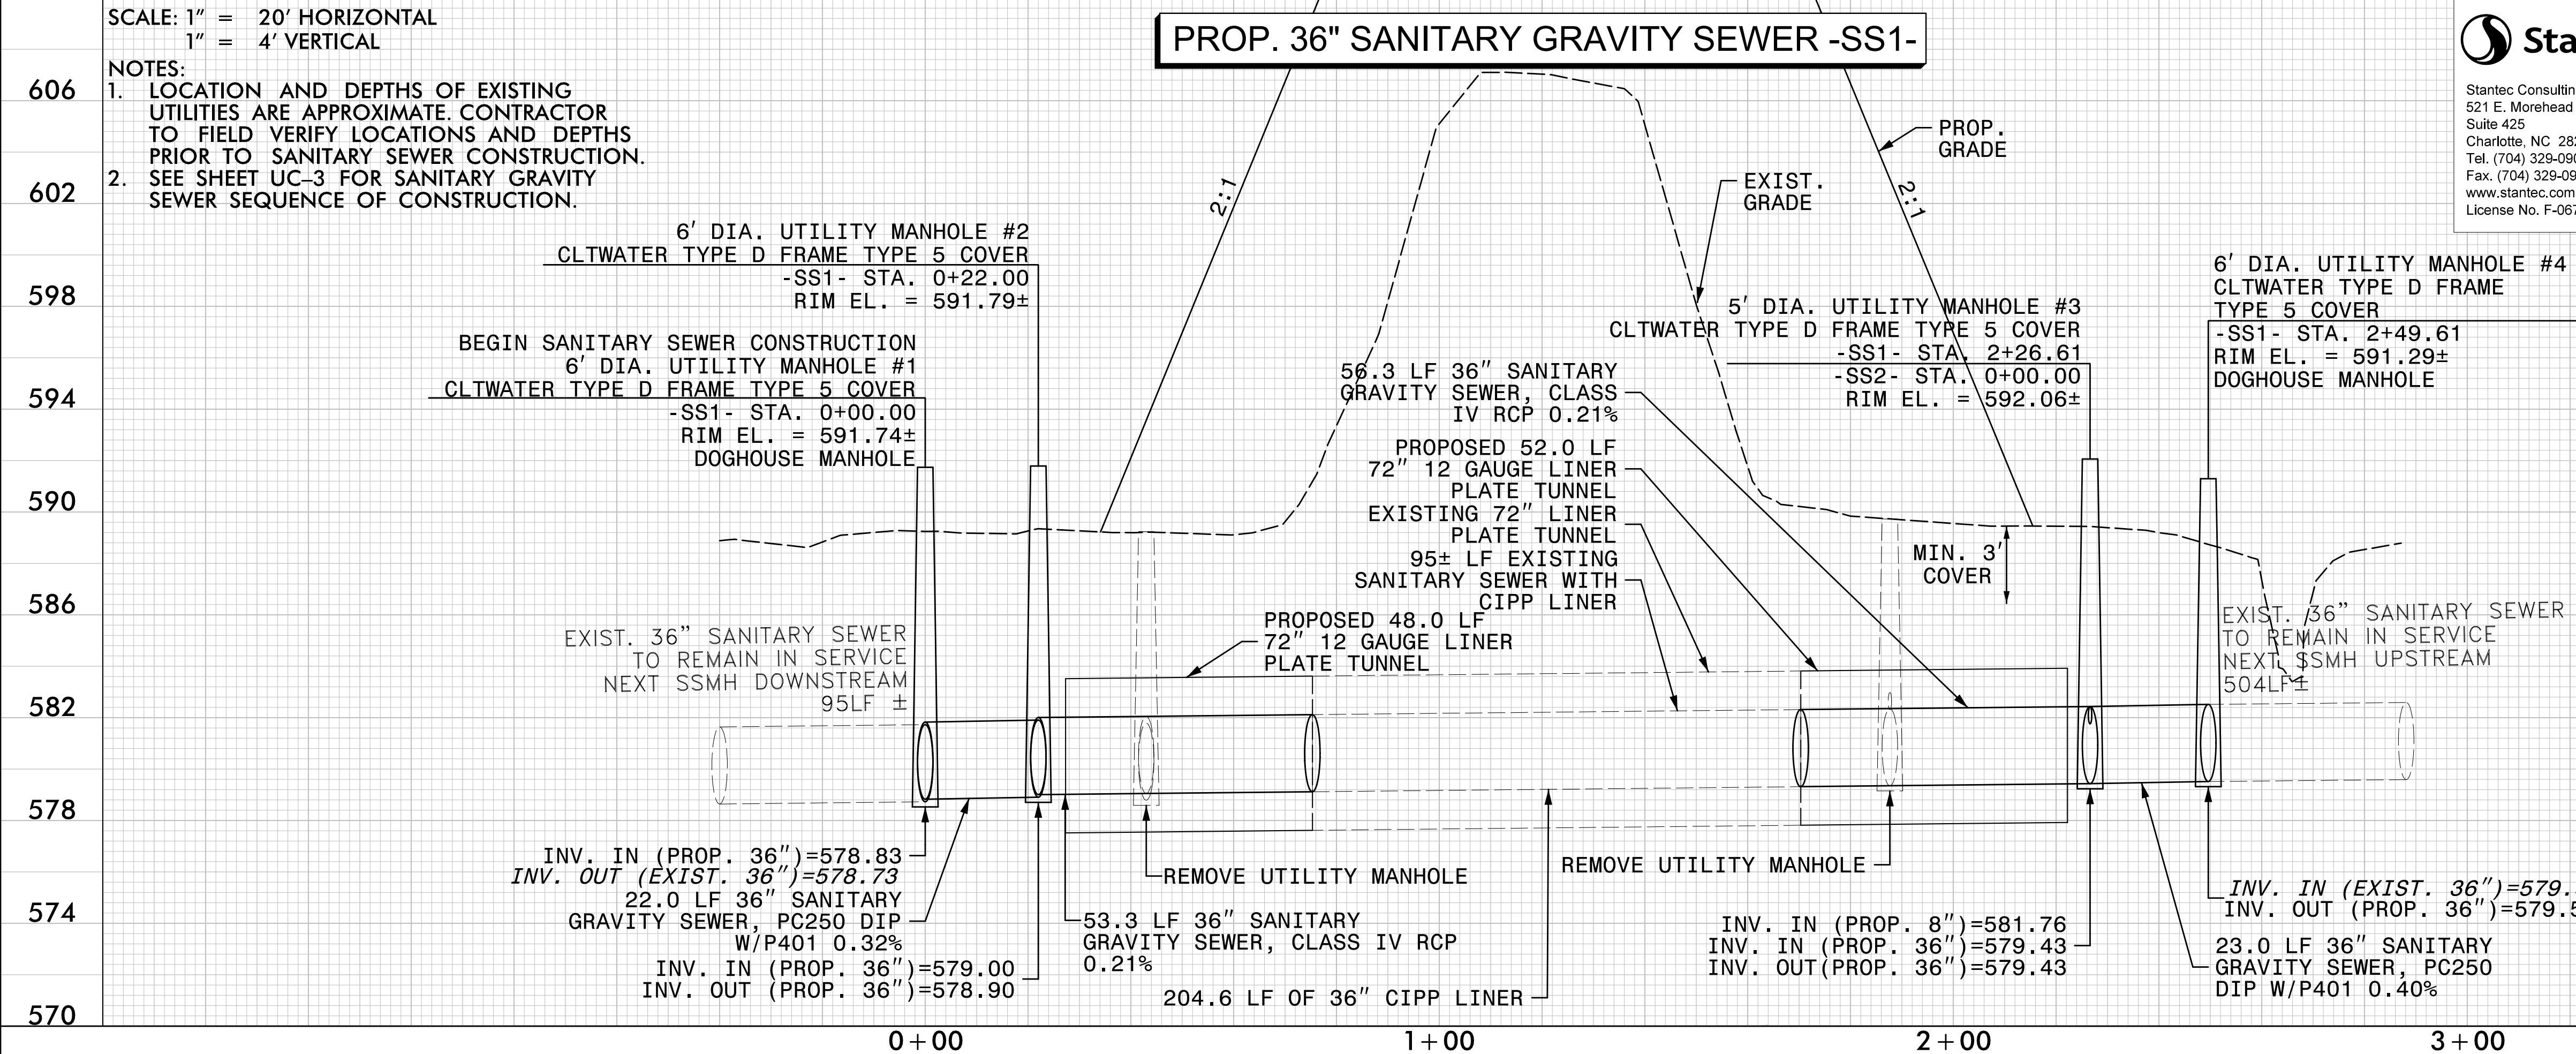 SCALE: 1" = 20' HORIZONTAL
1" = 4' VERTICAL
NOTES:
1. LOCATION AND DEPTHS OF EXISTING
UTILITIES ARE APPROXIMATE. CONTRACTOR
TO FIELD VERIFY LOCATIONS AND DEPTHS
PRIOR TO SANITARY SEWER CONSTRUCTION.
2. SEE SHEET UC-3 FOR SANITARY GRAVITY
SEWER SEQUENCE OF CONSTRUCTION.
PROP. 36" SANITARY GRAVITY SEWER -SS1-
Suite 425
521 E. Morehead
Stantec
Charlotte, NC
Tel. (704)
Fax. (704)
www.stantec.com
License No.
606
602
598
594
590
586
582
578
574
570
2:1
2:1
PROP.
GRADE
EXIST.
GRADE
6' DIA. UTILITY MANHOLE #2
CLTWATER TYPE D FRAME TYPE 5 COVER
-SS1- STA. 0+22.00
RIM EL. = 591.79±
BEGIN SANITARY SEWER CONSTRUCTION
6' DIA. UTILITY MANHOLE #1
CLTWATER TYPE D FRAME TYPE 5 COVER
-SS1- STA. 0+00.00
RIM EL. = 591.74±
DOGHOUSE MANHOLE
5' DIA. UTILITY MANHOLE #3
CLTWATER TYPE D FRAME TYPE 5 COVER
-SS1- STA. 2+26.61
-SS2- STA. 0+00.00
RIM EL. = 592.06±
6' DIA. UTILITY MANHOLE #4
CLTWATER TYPE D FRAME
TYPE 5 COVER
-SS1- STA. 2+49.61
RIM EL. = 591.29±
DOGHOUSE MANHOLE
56.3 LF 36" SANITARY
GRAVITY SEWER, CLASS
IV RCP 0.21%
PROPOSED 52.0 LF
72" 12 GAUGE LINER
PLATE TUNNEL
EXISTING 72" LINER
PLATE TUNNEL
95± LF EXISTING
SANITARY SEWER WITH
CIPP LINER
PROPOSED 48.0 LF
72" 12 GAUGE LINER
PLATE TUNNEL
MIN. 3'
COVER
EXIST. 36" SANITARY SEWER
TO REMAIN IN SERVICE
NEXT SSMH DOWNSTREAM
95LF ±
EXIST. 36" SANITARY SEWER
TO REMAIN IN SERVICE
NEXT SSMH UPSTREAM
504LF±
INV. IN (PROP. 36")=578.83
INV. OUT (EXIST. 36")=578.73
22.0 LF 36" SANITARY
GRAVITY SEWER, PC250 DIP
W/P401 0.32%
INV. IN (PROP. 36")=579.00
INV. OUT (PROP. 36")=578.90
REMOVE UTILITY MANHOLE
53.3 LF 36" SANITARY
GRAVITY SEWER, CLASS IV RCP
0.21%
204.6 LF OF 36" CIPP LINER
REMOVE UTILITY MANHOLE
INV. IN (PROP. 8")=581.76
INV. IN (PROP. 36")=579.43
INV. OUT(PROP. 36")=579.43
INV. IN (EXIST. 36")=579.
INV. OUT (PROP. 36")=579.5
23.0 LF 36" SANITARY
GRAVITY SEWER, PC250
DIP W/P401 0.40%
0+00
1+00
2+00
3+00